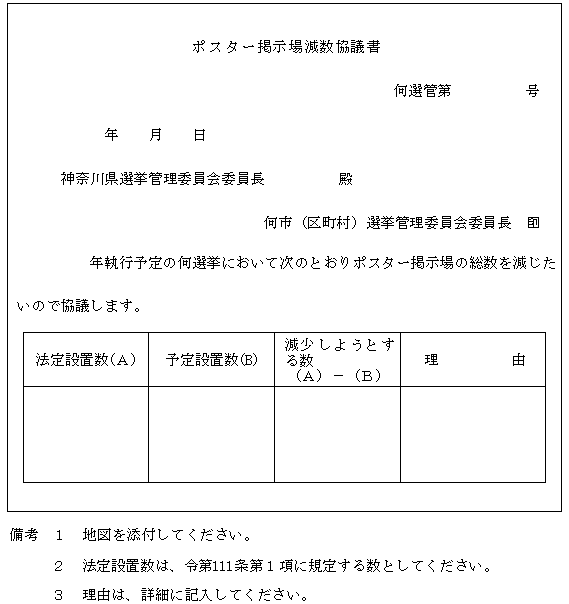 ポスター掲示場減数協議書
何選管第　　　　　号
年　　月　　日
神奈川県選挙管理委員会委員長　　　　　殿
何市（区町村）選挙管理委員会委員長　印
年執行予定の何選挙において次のとおりポスター掲示場の総数を減じた
いので協議します。
法定設置数(Ａ)　予定設置数(B)　減少しようとす
る数
（Ａ）－（Ｂ）　理　　　　　由
備考　１　地図を添付してください。
２　法定設置数は、令第111条第１項に規定する数としてください。
３　理由は、詳細に記入してください。